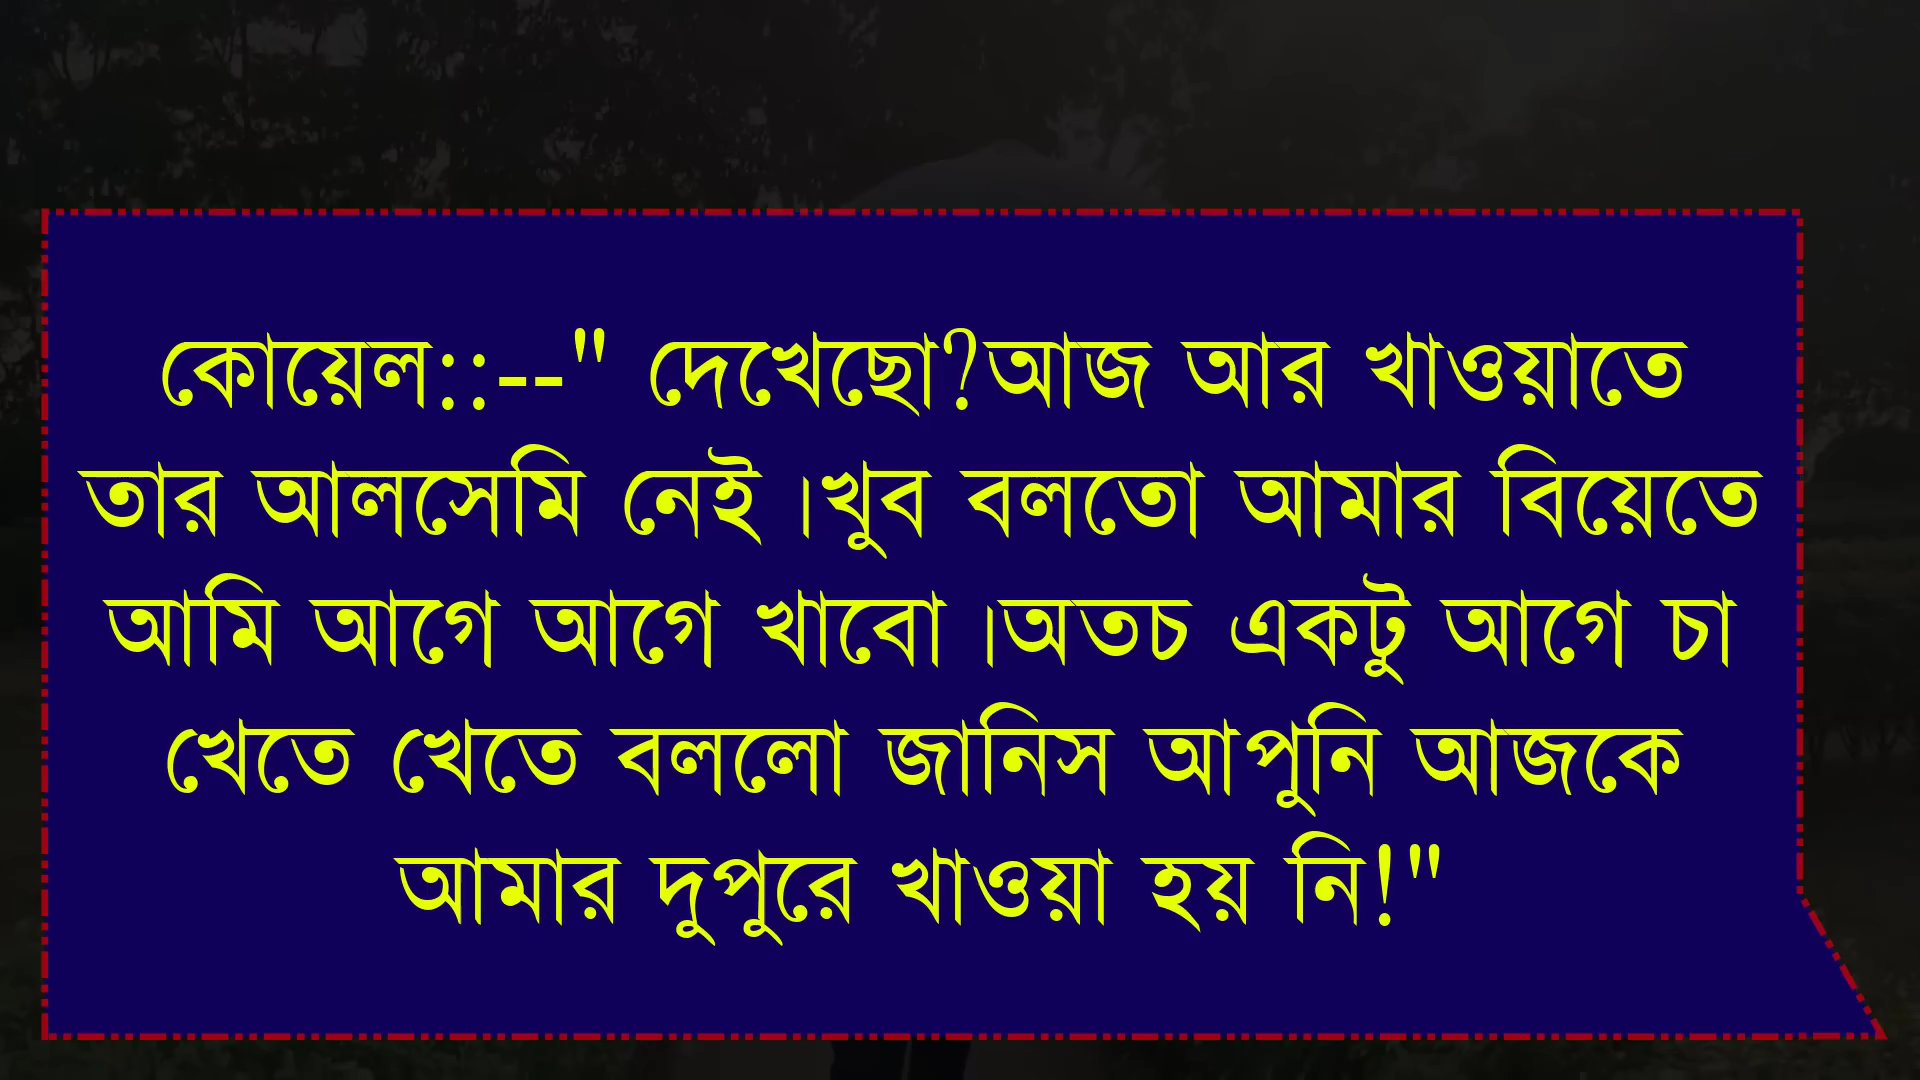 কোয়েল::--" দেখেছো?আজ আর খাওয়াতে
তার আলসেমি নেই।খুব বলতো আমার বিয়েতে
আমি আগে আগে খাবো।অতচ একটু আগে চা
খেতে খেতে বললো জানিস আপুনি আজকে
আমার দুপুরে খাওয়া হয় নি!"